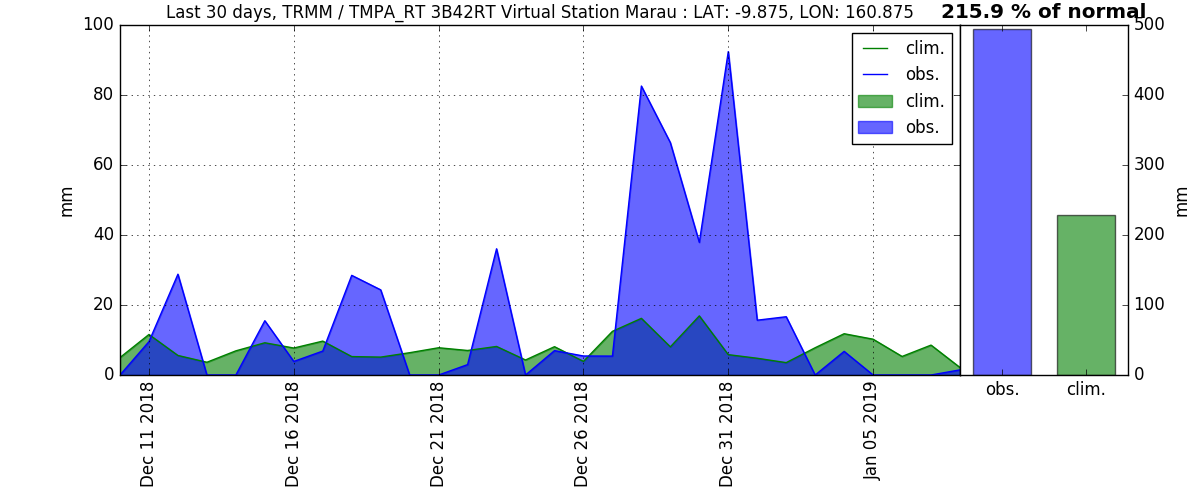 Last 30 days, TRMM / TMPA_RT 3B42RT Virtual Station Marau : LAT: -9.875, LON: 160.875
215.9 % of normal
100
80
60
40
20
0
mm
clim.
obs.
clim.
obs.
500
400
300
200
100
0
mm
obs.
clim.
Dec 11 2018
Dec 16 2018
Dec 21 2018
Dec 26 2018
Dec 31 2018
Jan 05 2019